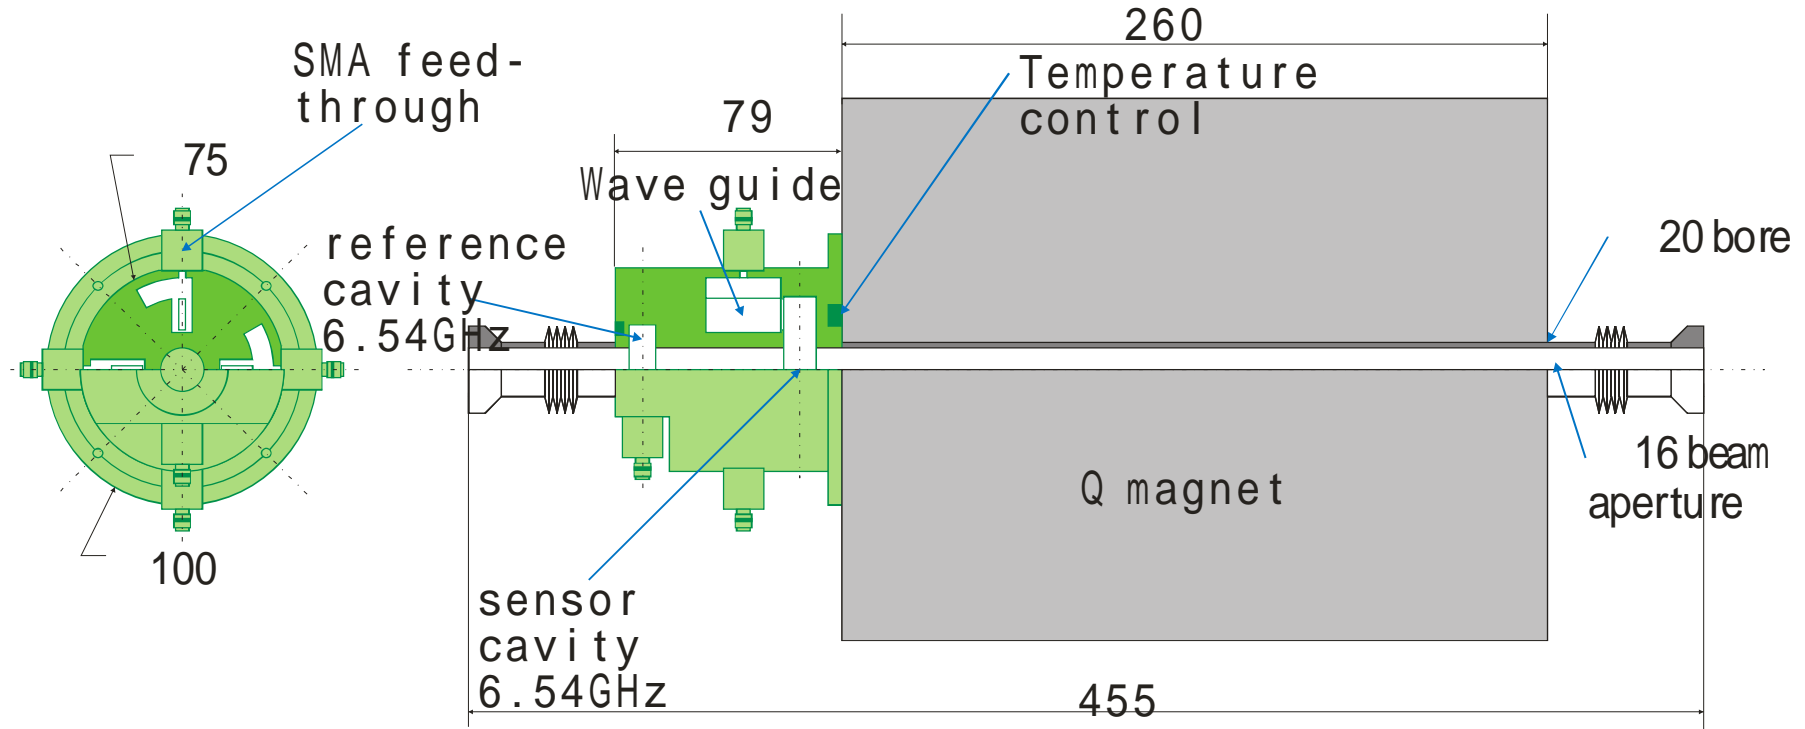 260
SMA feed-
through
Temperature
control
79
75
Wave guide
reference
cavity
6.54GHz
20 bore
16 beam
aperture
Q magnet
100
sensor
cavity
6.54GHz
455